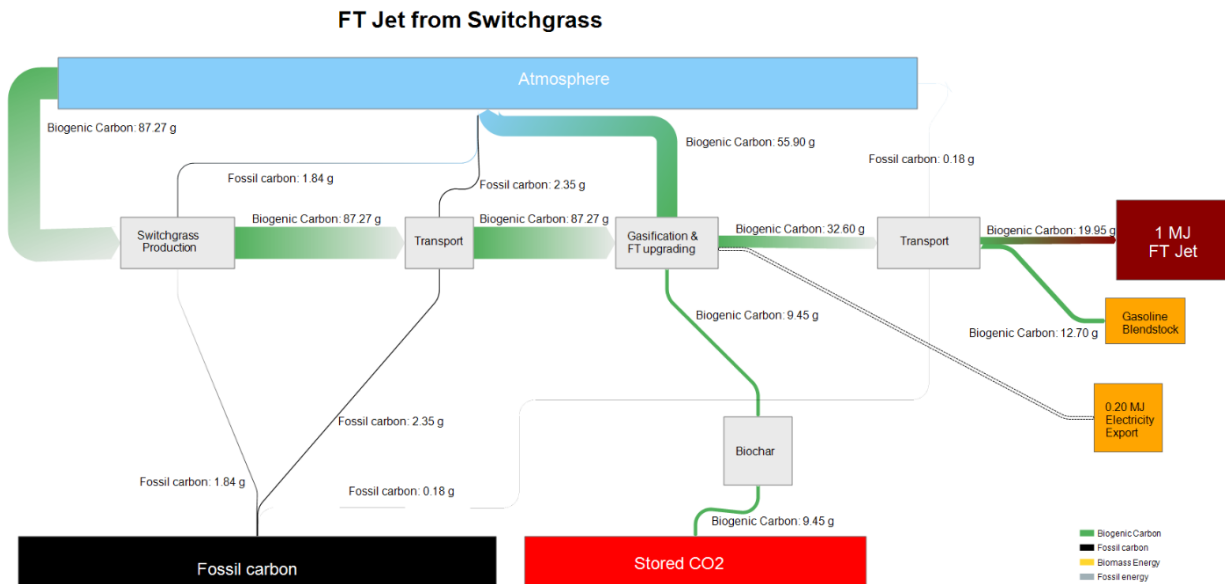 FT Jet from Switchgrass
Atmosphere
Biogenic Carbon: 87.27 g
Biogenic Carbon: 55.90 g
Fossil carbon: 0.18 g
Fossil carbon: 1.84 g
Fossil carbon: 2.35 g
Switchgrass
Production
Biogenic Carbon: 87.27 g
Transport
Biogenic Carbon: 87.27 g
Gasification &
FT upgrading
Biogenic Carbon: 32.60 g
Transport
Biogenic Carbon: 19.95 g
1 MJ
FT Jet
Biogenic Carbon: 9.45 g
Gasoline
Blendstock
Biogenic Carbon: 12.70 g
Fossil carbon: 2.35 g
0.20 MJ
Electricity
Export
Biochar
Fossil carbon: 1.84 g
Fossil carbon: 0.18 g
Biogenic Carbon: 9.45 g
Fossil carbon
Stored CO2
Biogenic Carbon
Fossil carbon
Biomass Energy
Fossil energy